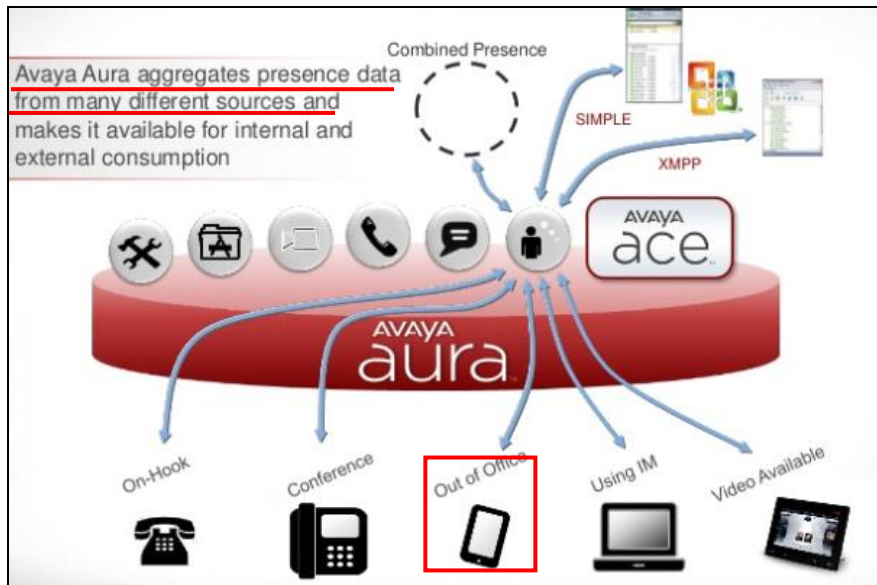 Combined Presence
Avaya Aura aggregates presence data
from many different sources and
makes it available for internal and
external consumption
SIMPLE
XMPP
AVAYA
ace
AVAYA
aura
On-Hook
Conference
Out of Office
Using IM
Video Available